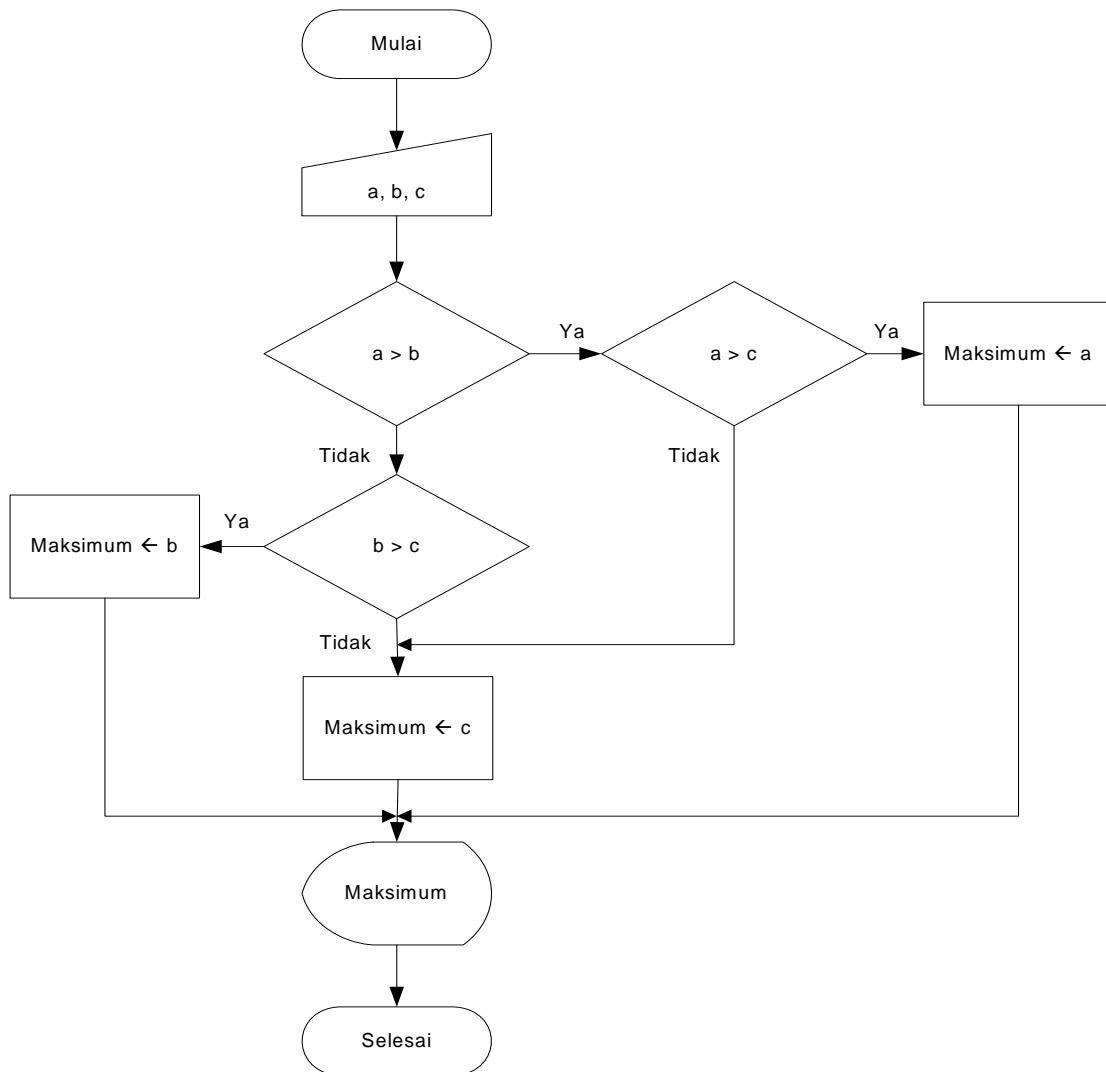 Mulai
a, b, c
a > b
Ya
a > c
Ya
Maksimum ← a
Tidak
Tidak
Maksimum ← b
Ya
b > c
Tidak
Maksimum ← c
Maksimum
Selesai